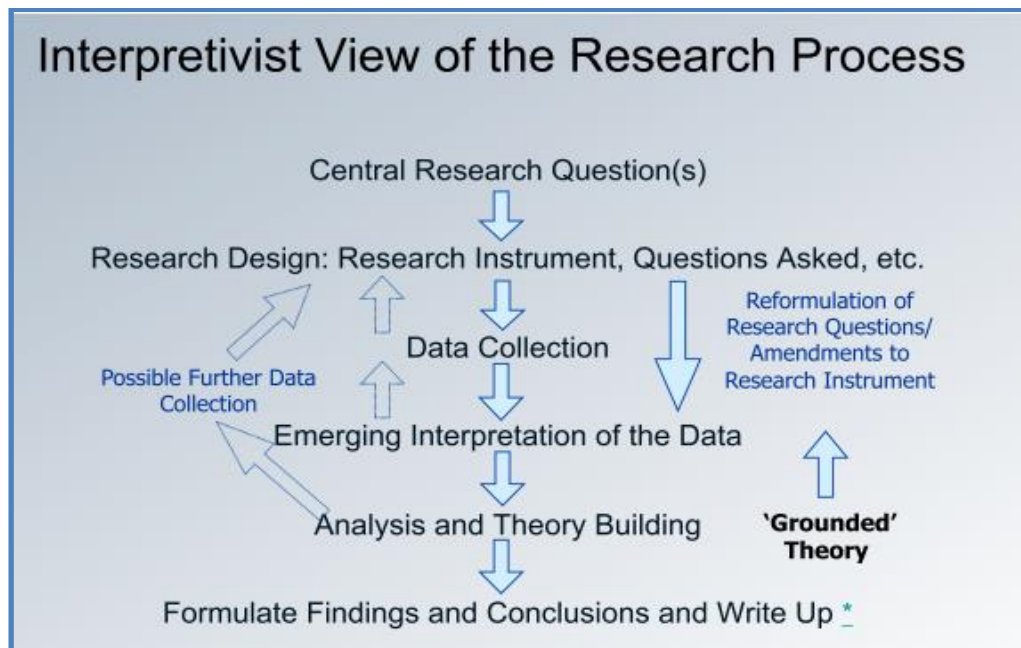 Interpretivist View of the Research Process
Central Research Question(s)
Research Design: Research Instrument, Questions Asked, etc.
Reformulation of
Research Questions/
Amendments to
Research Instrument
Data Collection
Possible Further Data
Collection
Emerging Interpretation of the Data
Analysis and Theory Building
‘Grounded’
Theory
Formulate Findings and Conclusions and Write Up *